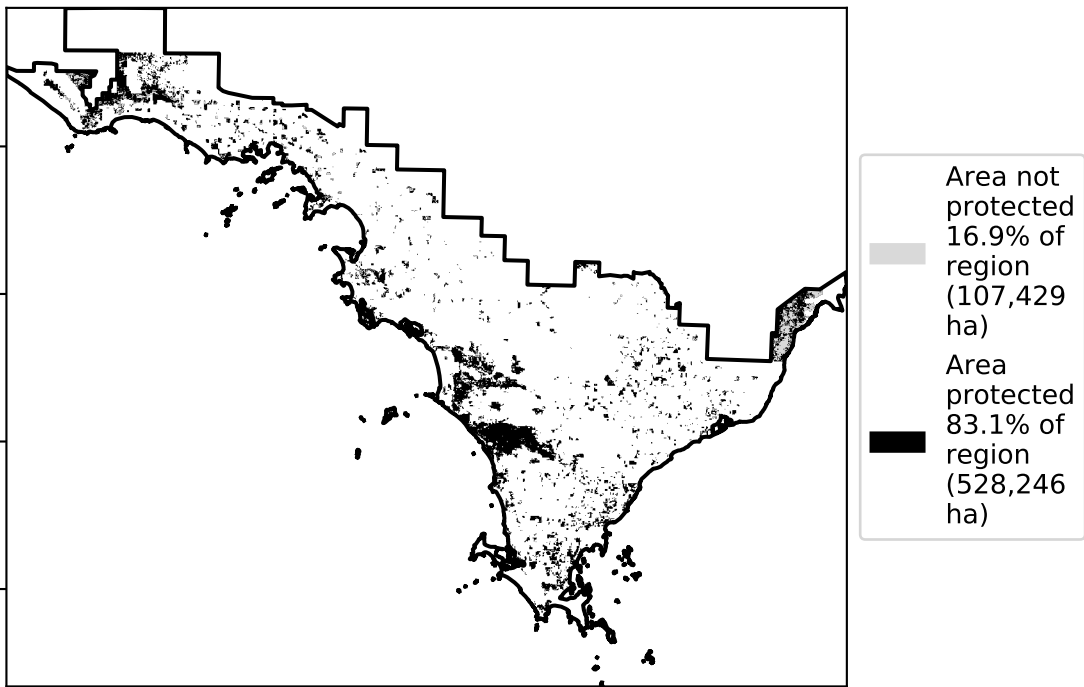 Area not
protected
16.9% of
region
(107,429
ha)
Area
protected
83.1% of
region
(528,246
ha)